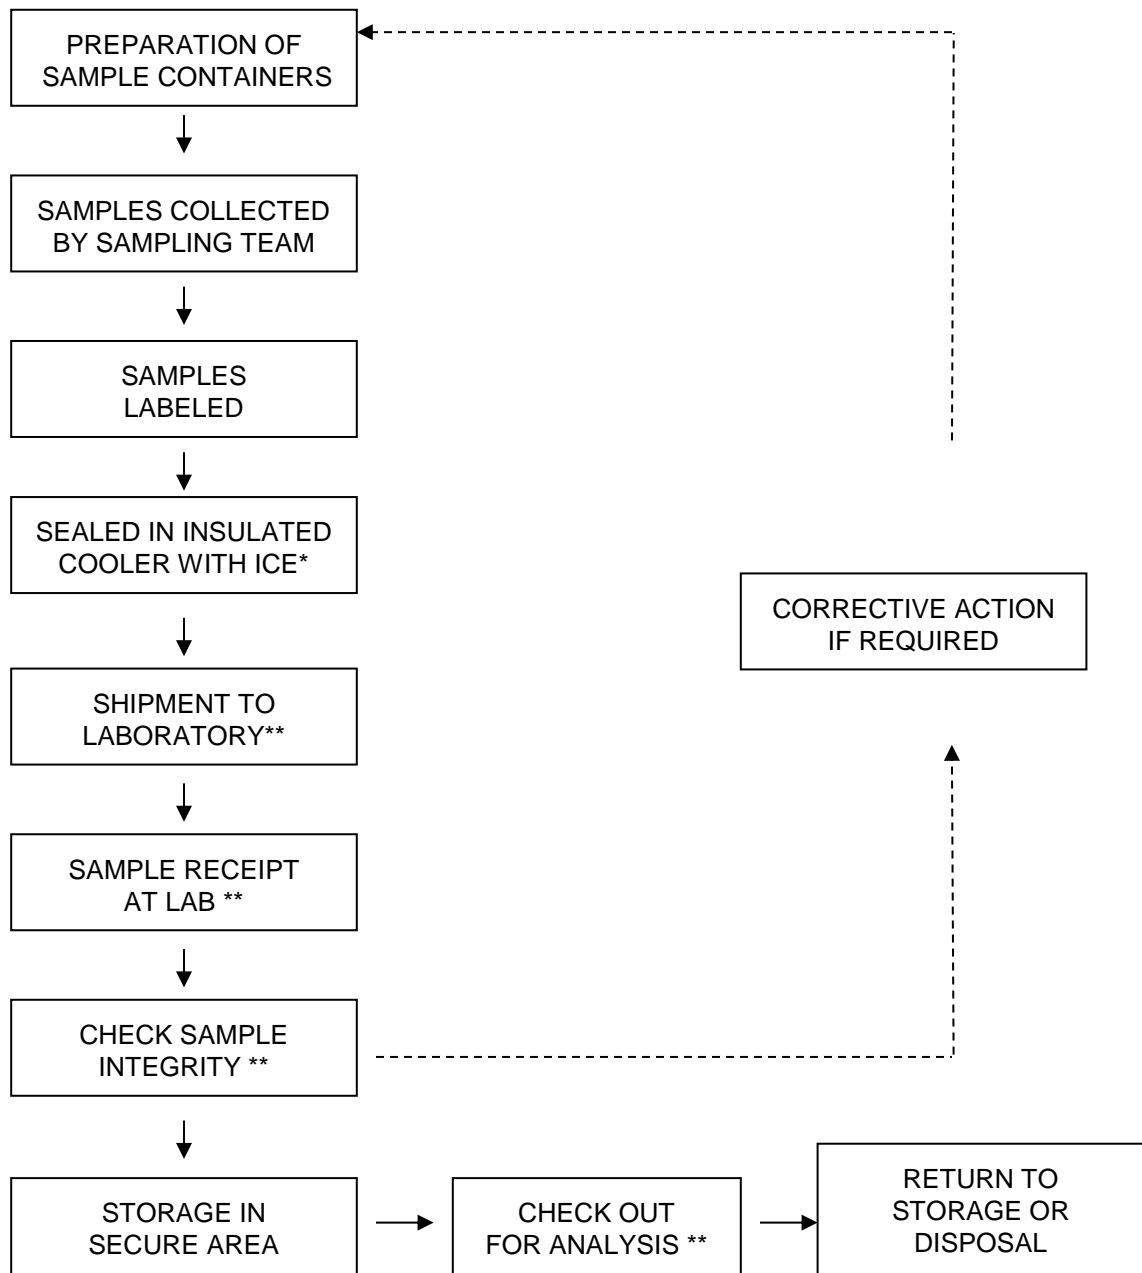 PREPARATION OF
SAMPLE CONTAINERS
SAMPLES COLLECTED
BY SAMPLING TEAM
SAMPLES
LABELED
SEALED IN INSULATED
COOLER WITH ICE*
CORRECTIVE ACTION
IF REQUIRED
SHIPMENT TO
LABORATORY**
SAMPLE RECEIPT
AT LAB **
CHECK SAMPLE
INTEGRITY **
STORAGE IN
SECURE AREA
CHECK OUT
FOR ANALYSIS **
RETURN TO
STORAGE OR
DISPOSAL